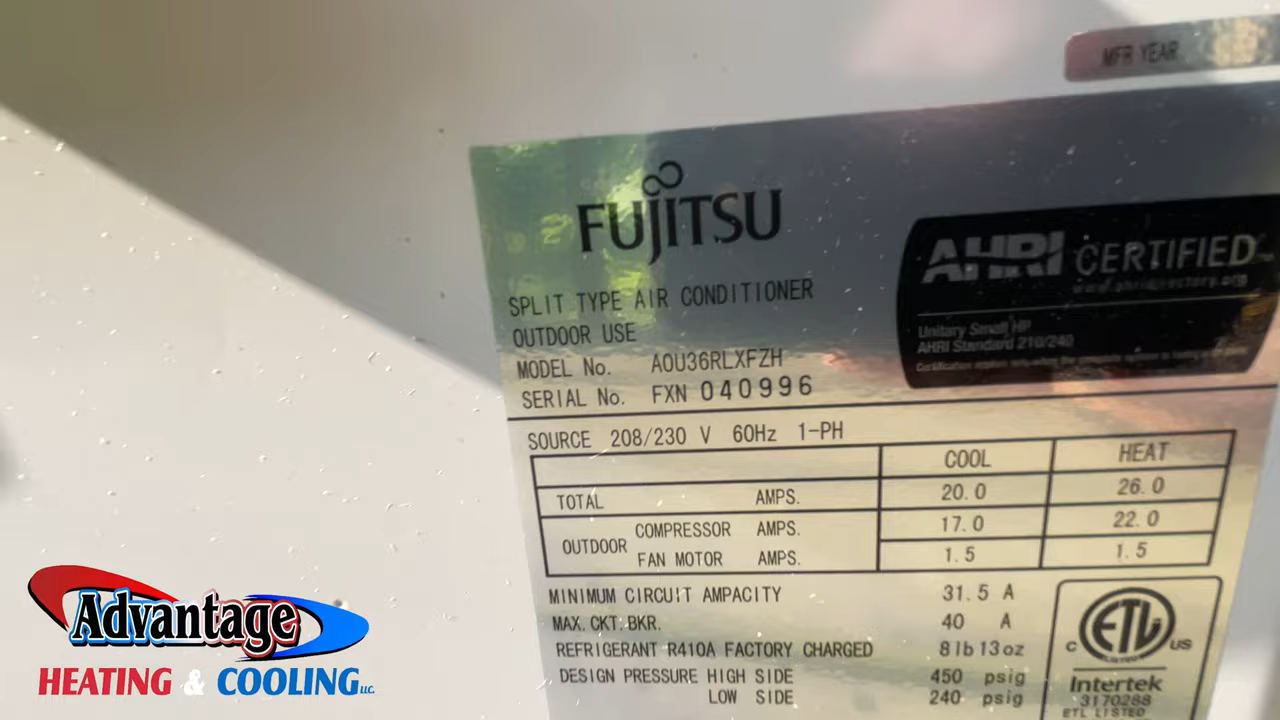 MFR YEAR
FUJITSU
AHRI CERTIFIED
www.ahridirectory.org
SPLIT TYPE AIR CONDITIONER
OUTDOOR USE
Unitary Small HP
AHRI Standard 210/240
MODEL No. AOU36RLXFZH
SERIAL No. FXN 040996
SOURCE 208/230 V 60Hz 1-PH
COOL HEAT
TOTAL AMPS. 20.0 26.0
OUTDOOR COMPRESSOR AMPS. 17.0 22.0
FAN MOTOR AMPS. 1.5 1.5
MINIMUM CIRCUIT AMPACITY 31.5 A
MAX. CKT. BKR. 40 A
REFRIGERANT R410A FACTORY CHARGED 8lb13oz
DESIGN PRESSURE HIGH SIDE 450 psig
LOW SIDE 240 psig
C ETL US
LISTED
Intertek
3170288
ETL LISTED
Advantage
HEATING & COOLING LLC.